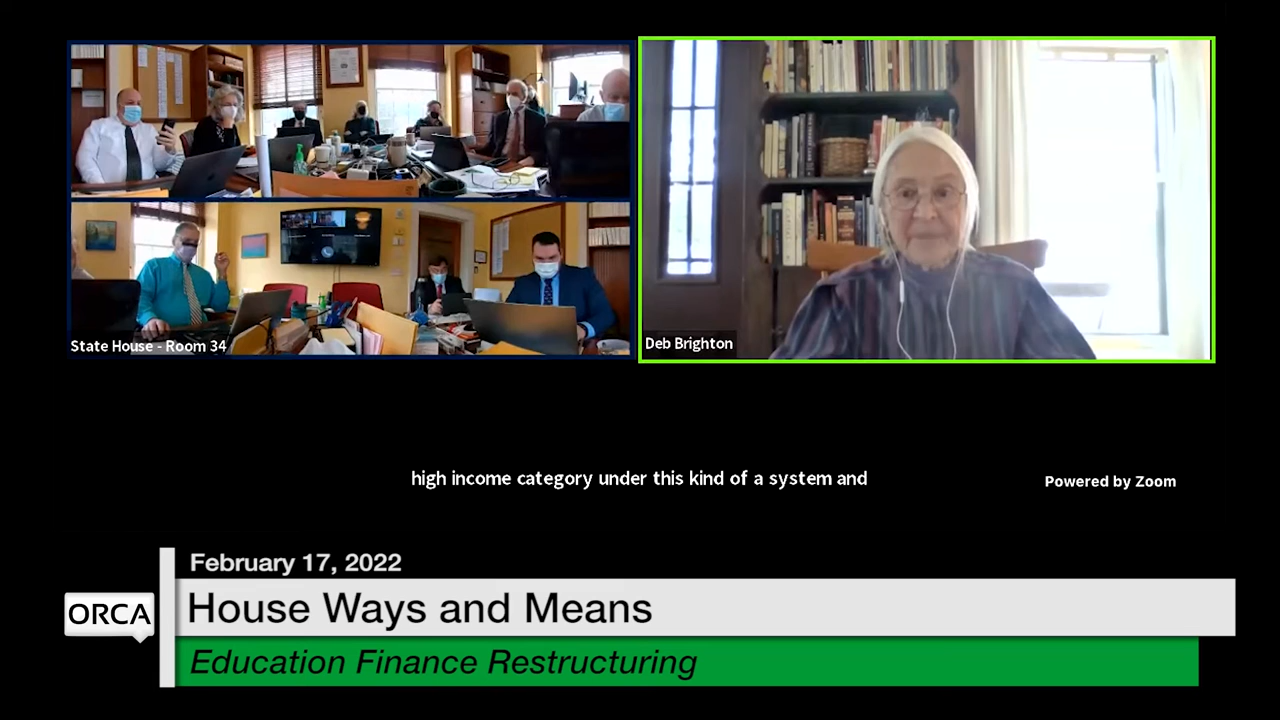 State House - Room 34
Deb Brighton
high income category under this kind of a system and
Powered by Zoom
February 17, 2022
ORCA
House Ways and Means
Education Finance Restructuring